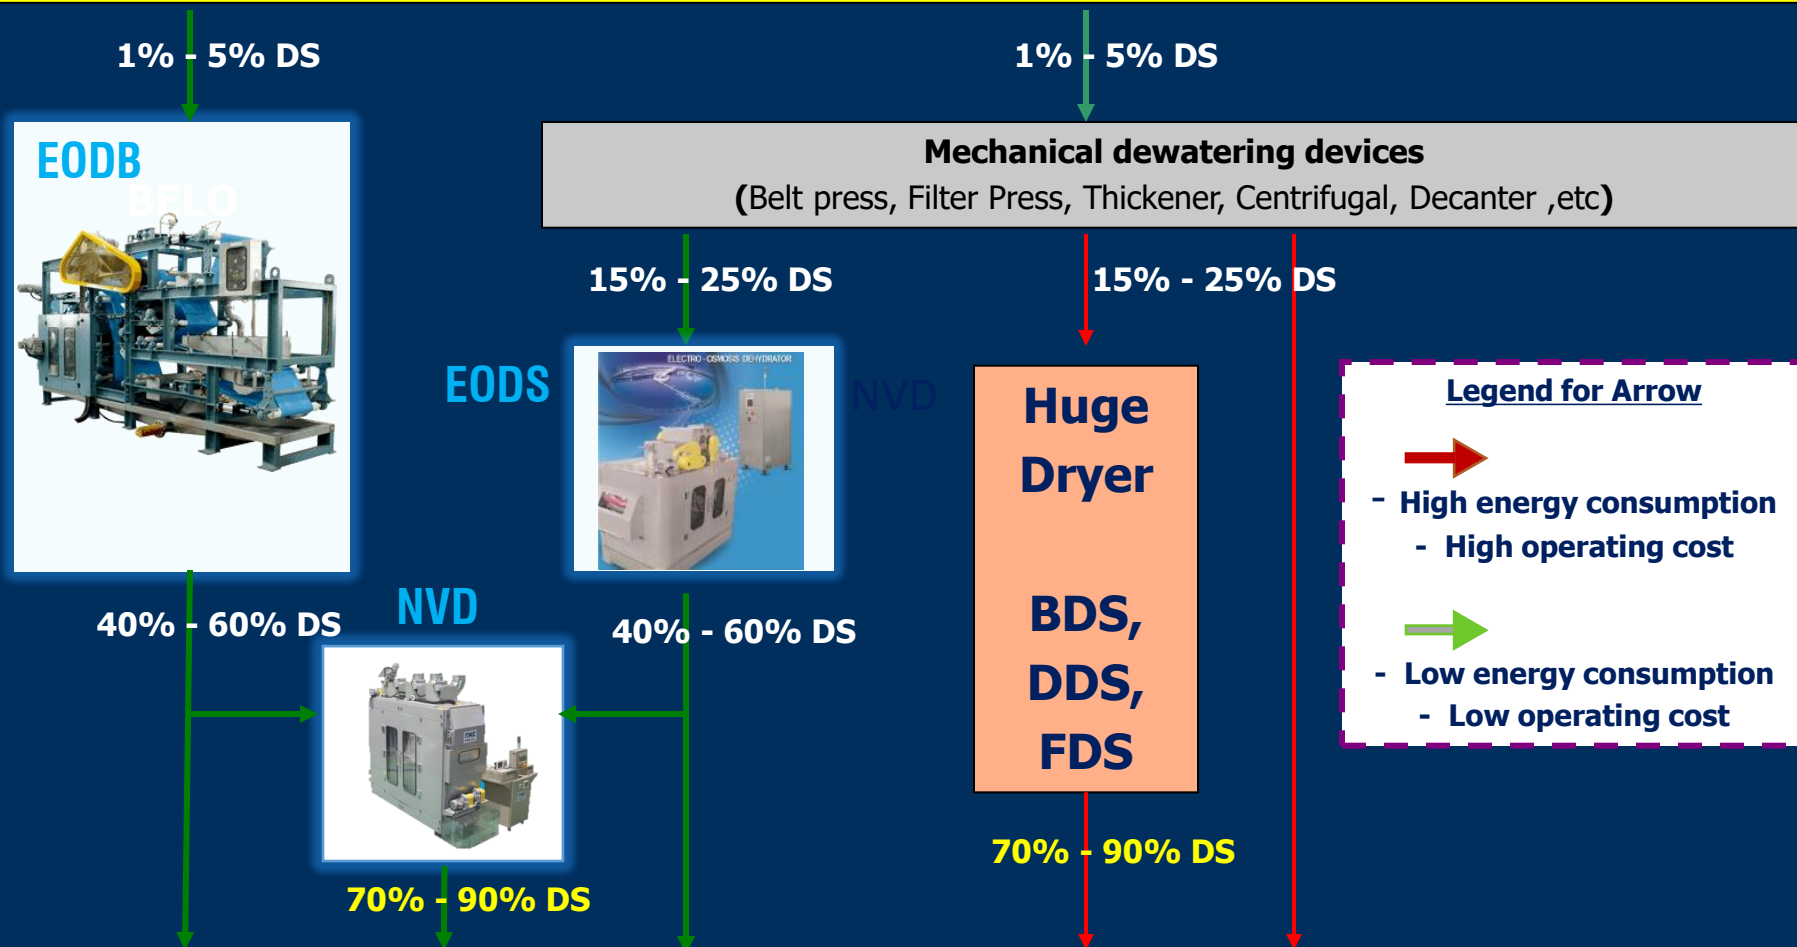 1% - 5% DS
1% - 5% DS
EODB
BELO
Mechanical dewatering devices
(Belt press, Filter Press, Thickener, Centrifugal, Decanter ,etc)
15% - 25% DS
15% - 25% DS
ELECTRO - OSMOSIS DEHYDRATOR
EODS
NVD
Huge
Dryer
BDS,
DDS,
FDS
Legend for Arrow
- High energy consumption
- High operating cost
- Low energy consumption
- Low operating cost
40% - 60% DS
NVD
40% - 60% DS
70% - 90% DS
70% - 90% DS